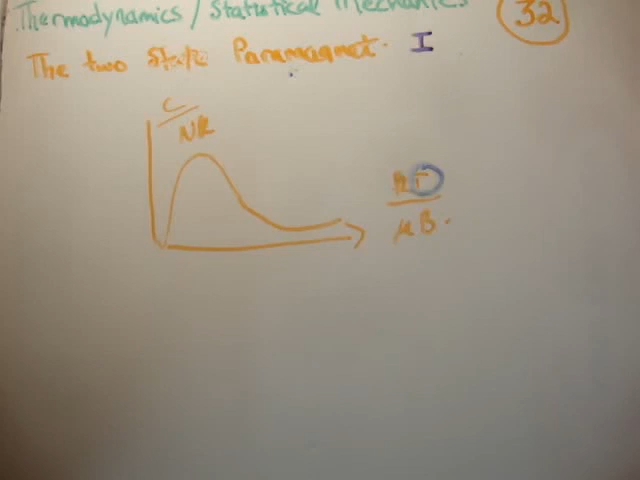 Thermodynamics / Statistical Mechanics
32
The two State Paramagnet. I
C
NK
kT
μB.